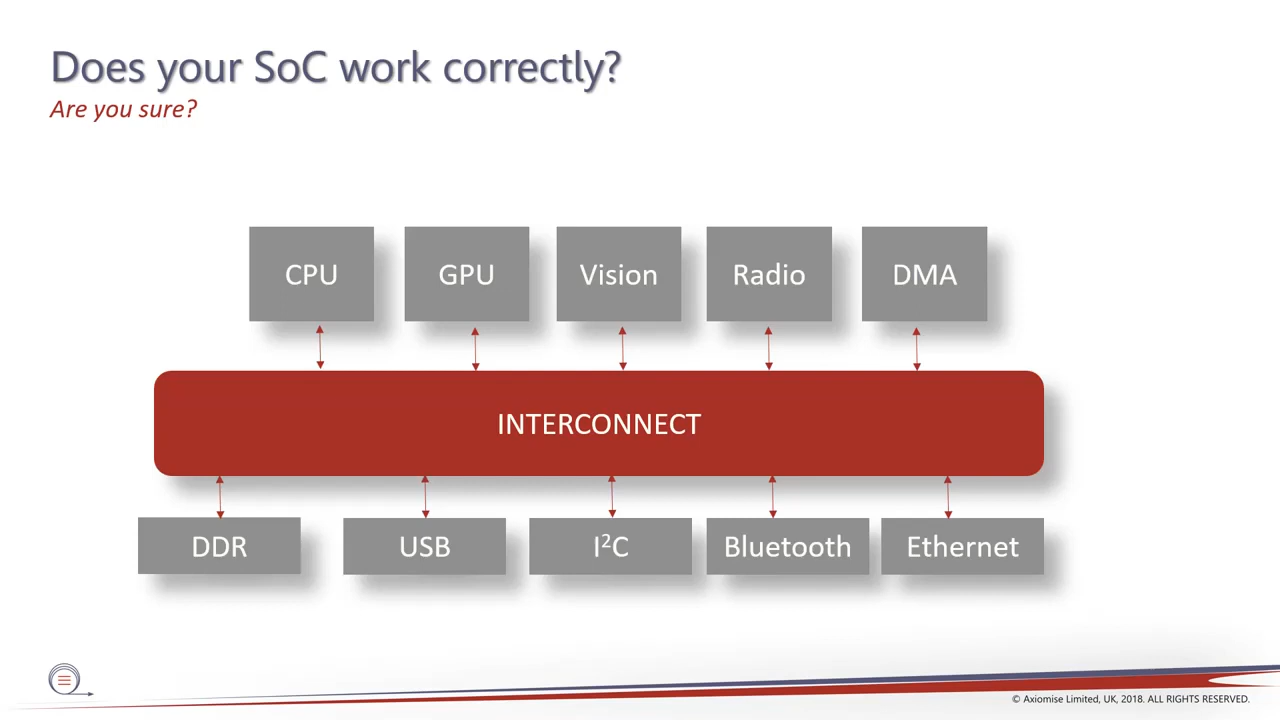 Does your SoC work correctly?
Are you sure?
CPU
GPU
Vision
Radio
DMA
INTERCONNECT
DDR
USB
I²C
Bluetooth
Ethernet
© Axiomise Limited, UK, 2018. ALL RIGHTS RESERVED.